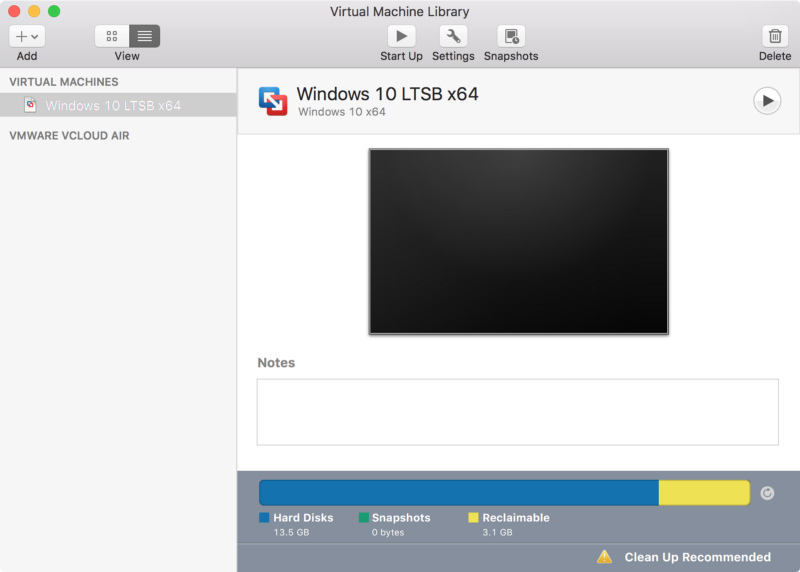 Virtual Machine Library
Add
View
Start Up
Settings
Snapshots
Delete
VIRTUAL MACHINES
Windows 10 LTSB x64
VMWARE VCLOUD AIR
Windows 10 LTSB x64
Windows 10 x64
Notes
Hard Disks
13.5 GB
Snapshots
0 bytes
Reclaimable
3.1 GB
Clean Up Recommended